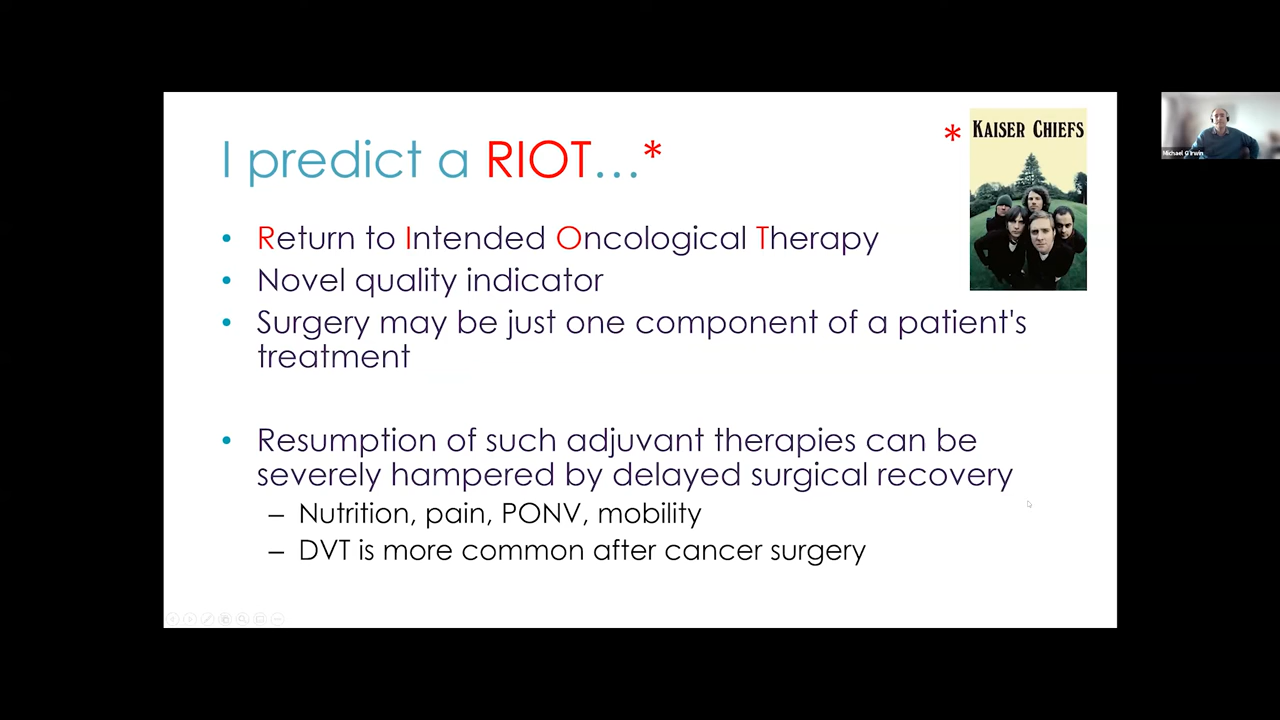 I predict a RIOT…*
* KAISER CHIEFS
• Return to Intended Oncological Therapy
• Novel quality indicator
• Surgery may be just one component of a patient's
treatment
• Resumption of such adjuvant therapies can be
severely hampered by delayed surgical recovery
– Nutrition, pain, PONV, mobility
– DVT is more common after cancer surgery
Michael G Irwin